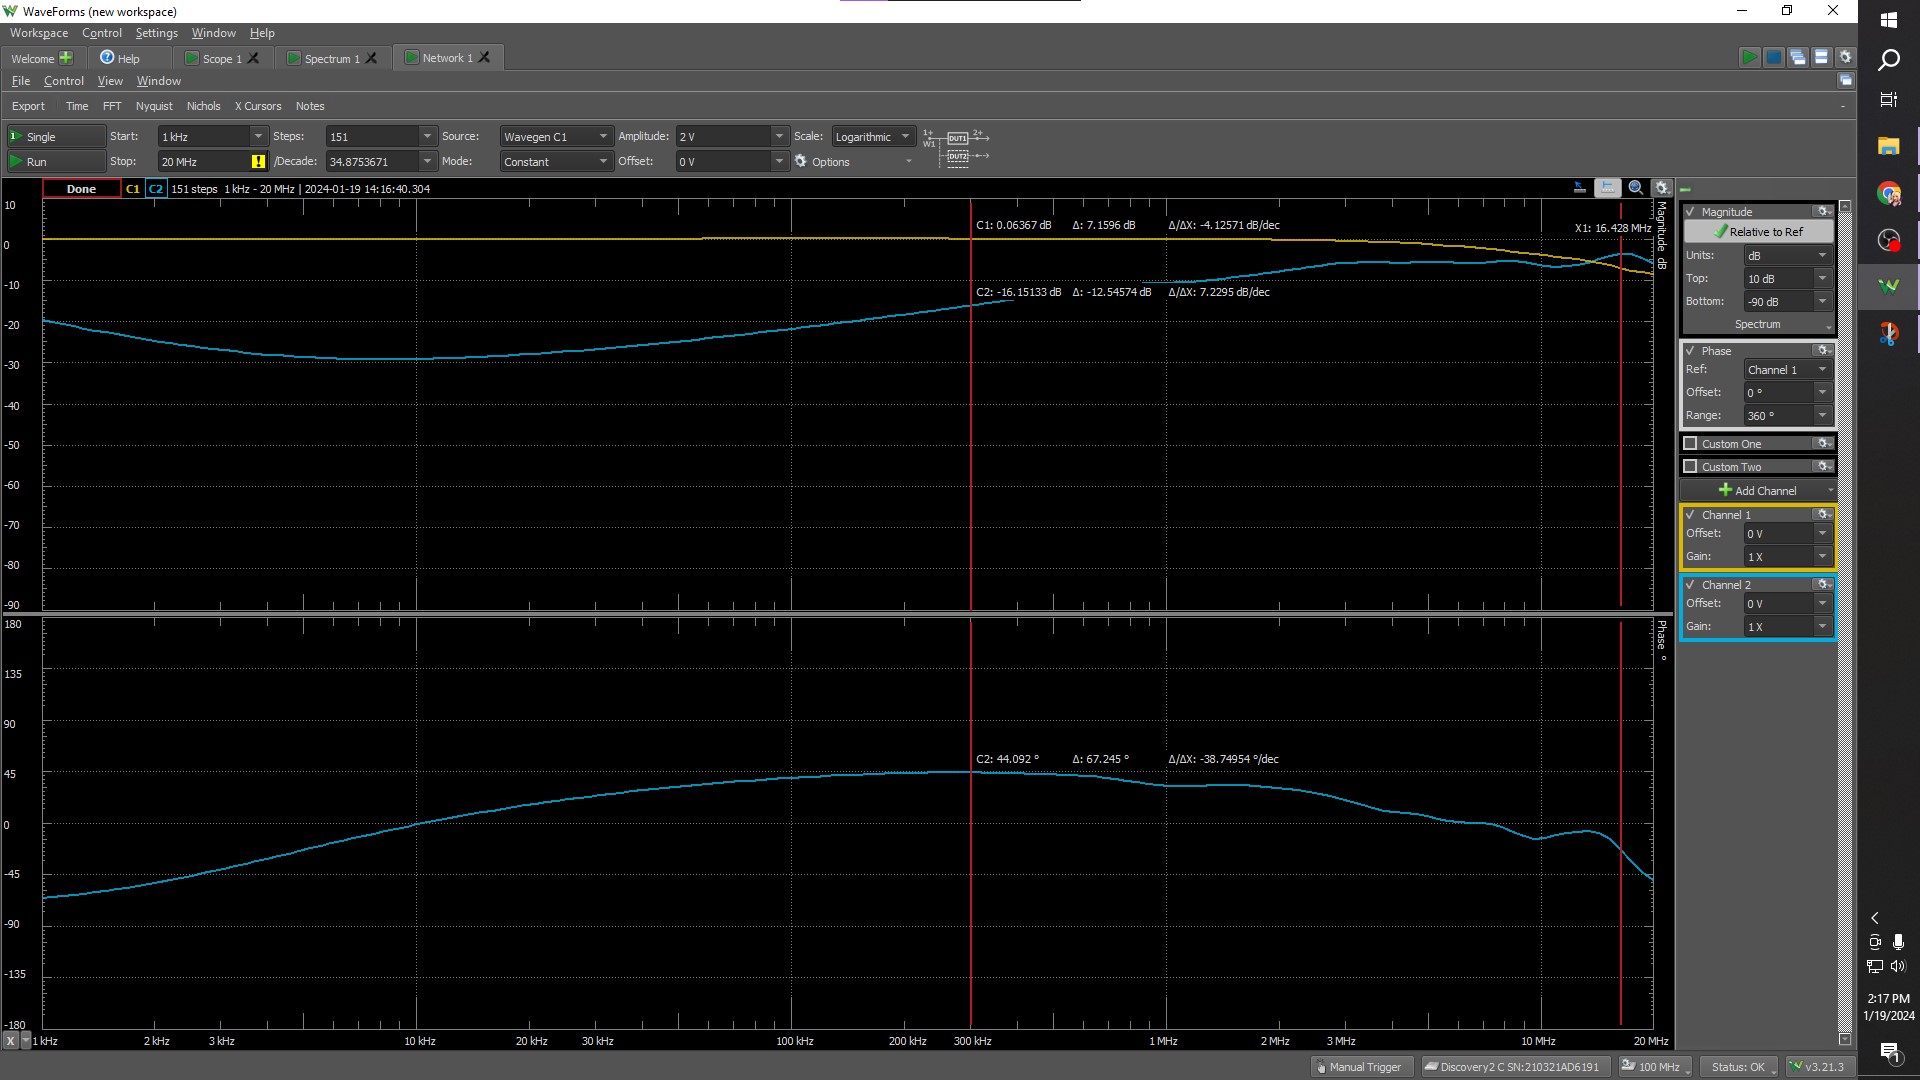 WaveForms (new workspace)
Workspace Control Settings Window Help
Welcome Help Scope 1 Spectrum 1 Network 1
File Control View Window
Export Time FFT Nyquist Nichols X Cursors Notes
Single Start: 1 kHz Steps: 151 Source: Wavegen C1 Amplitude: 2 V Scale: Logarithmic 1+ W1 DUT1 2+
Run Stop: 20 MHz ! /Decade: 34.8753671 Mode: Constant Offset: 0 V Options DUT2
Done C1 C2 151 steps 1 kHz - 20 MHz | 2024-01-19 14:16:40.304
10
0
-10
-20
-30
-40
-50
-60
-70
-80
-90
C1: 0.06367 dB Δ: 7.1596 dB Δ/ΔX: -4.12571 dB/dec
X1: 16.428 MHz
C2: -16.15133 dB Δ: -12.54574 dB Δ/ΔX: 7.2295 dB/dec
Magnitude dB
180
135
90
45
0
-45
-90
-135
-180
C2: 44.092 ° Δ: 67.245 ° Δ/ΔX: -38.74954 °/dec
Phase °
X 1 kHz 2 kHz 3 kHz 10 kHz 20 kHz 30 kHz 100 kHz 200 kHz 300 kHz 1 MHz 2 MHz 3 MHz 10 MHz 20 MHz
Magnitude
Relative to Ref
Units: dB
Top: 10 dB
Bottom: -90 dB
Spectrum
Phase
Ref: Channel 1
Offset: 0 °
Range: 360 °
Custom One
Custom Two
Add Channel
Channel 1
Offset: 0 V
Gain: 1 X
Channel 2
Offset: 0 V
Gain: 1 X
Manual Trigger Discovery2 C SN:210321AD6191 100 MHz Status: OK v3.21.3
2:17 PM
1/19/2024
1